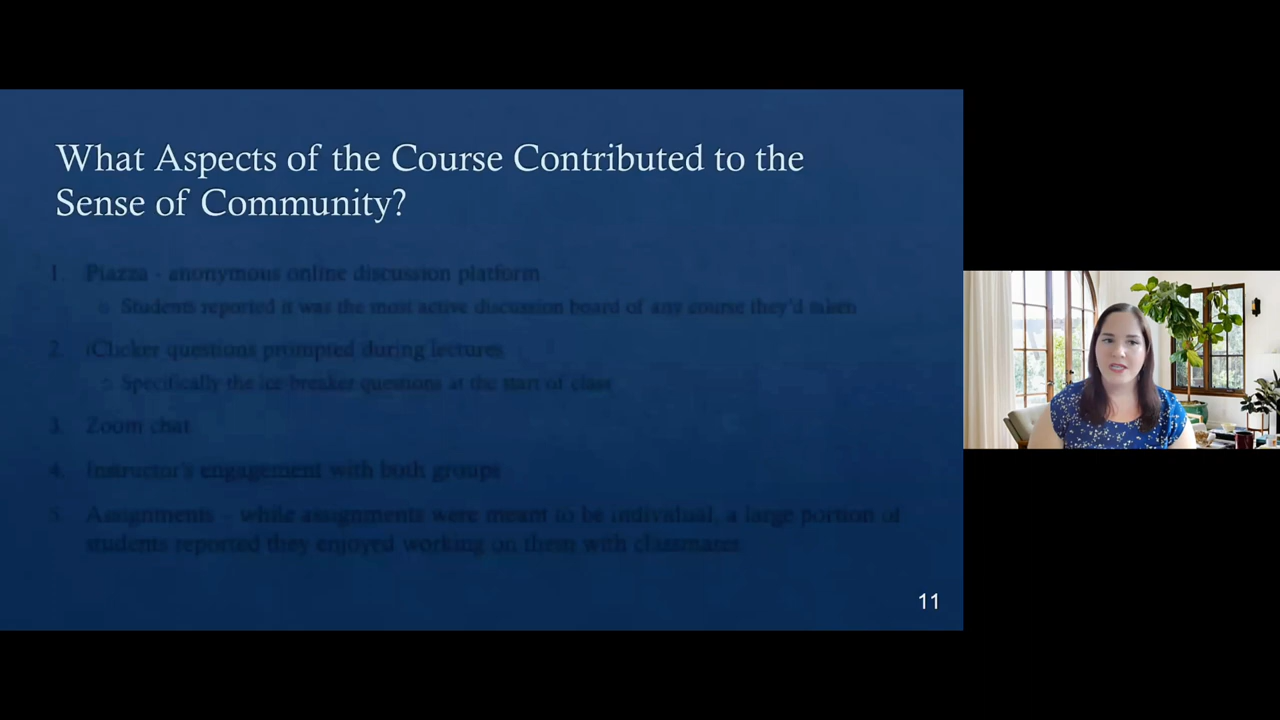 What Aspects of the Course Contributed to the
Sense of Community?
1. Piazza - anonymous online discussion platform
o Students reported it was the most active discussion board of any course they'd taken
2. iClicker questions prompted during lectures
o Specifically the ice breaker questions at the start of class
3. Zoom chat
4. Instructor's engagement with both groups
5. Assignments - while assignments were meant to be indivdual, a large portion of
students reported they enjoyed working on them with classmates
11